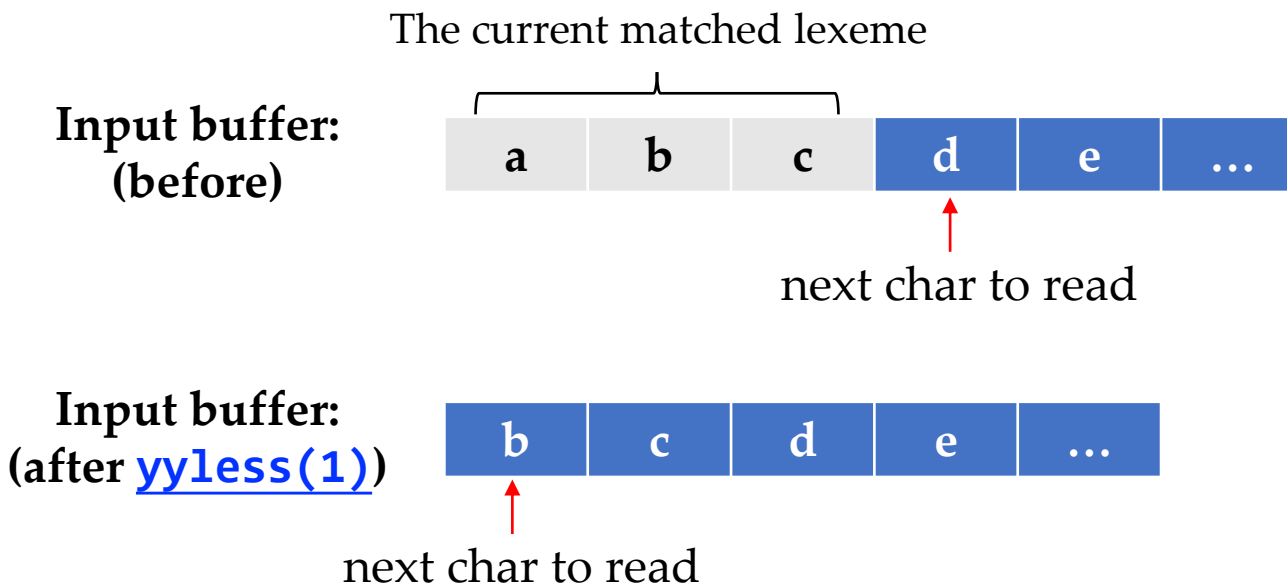 The current matched lexeme
Input buffer:
(before)
a b c d e ...
next char to read
Input buffer:
(after yyless(1))
b c d e ...
next char to read